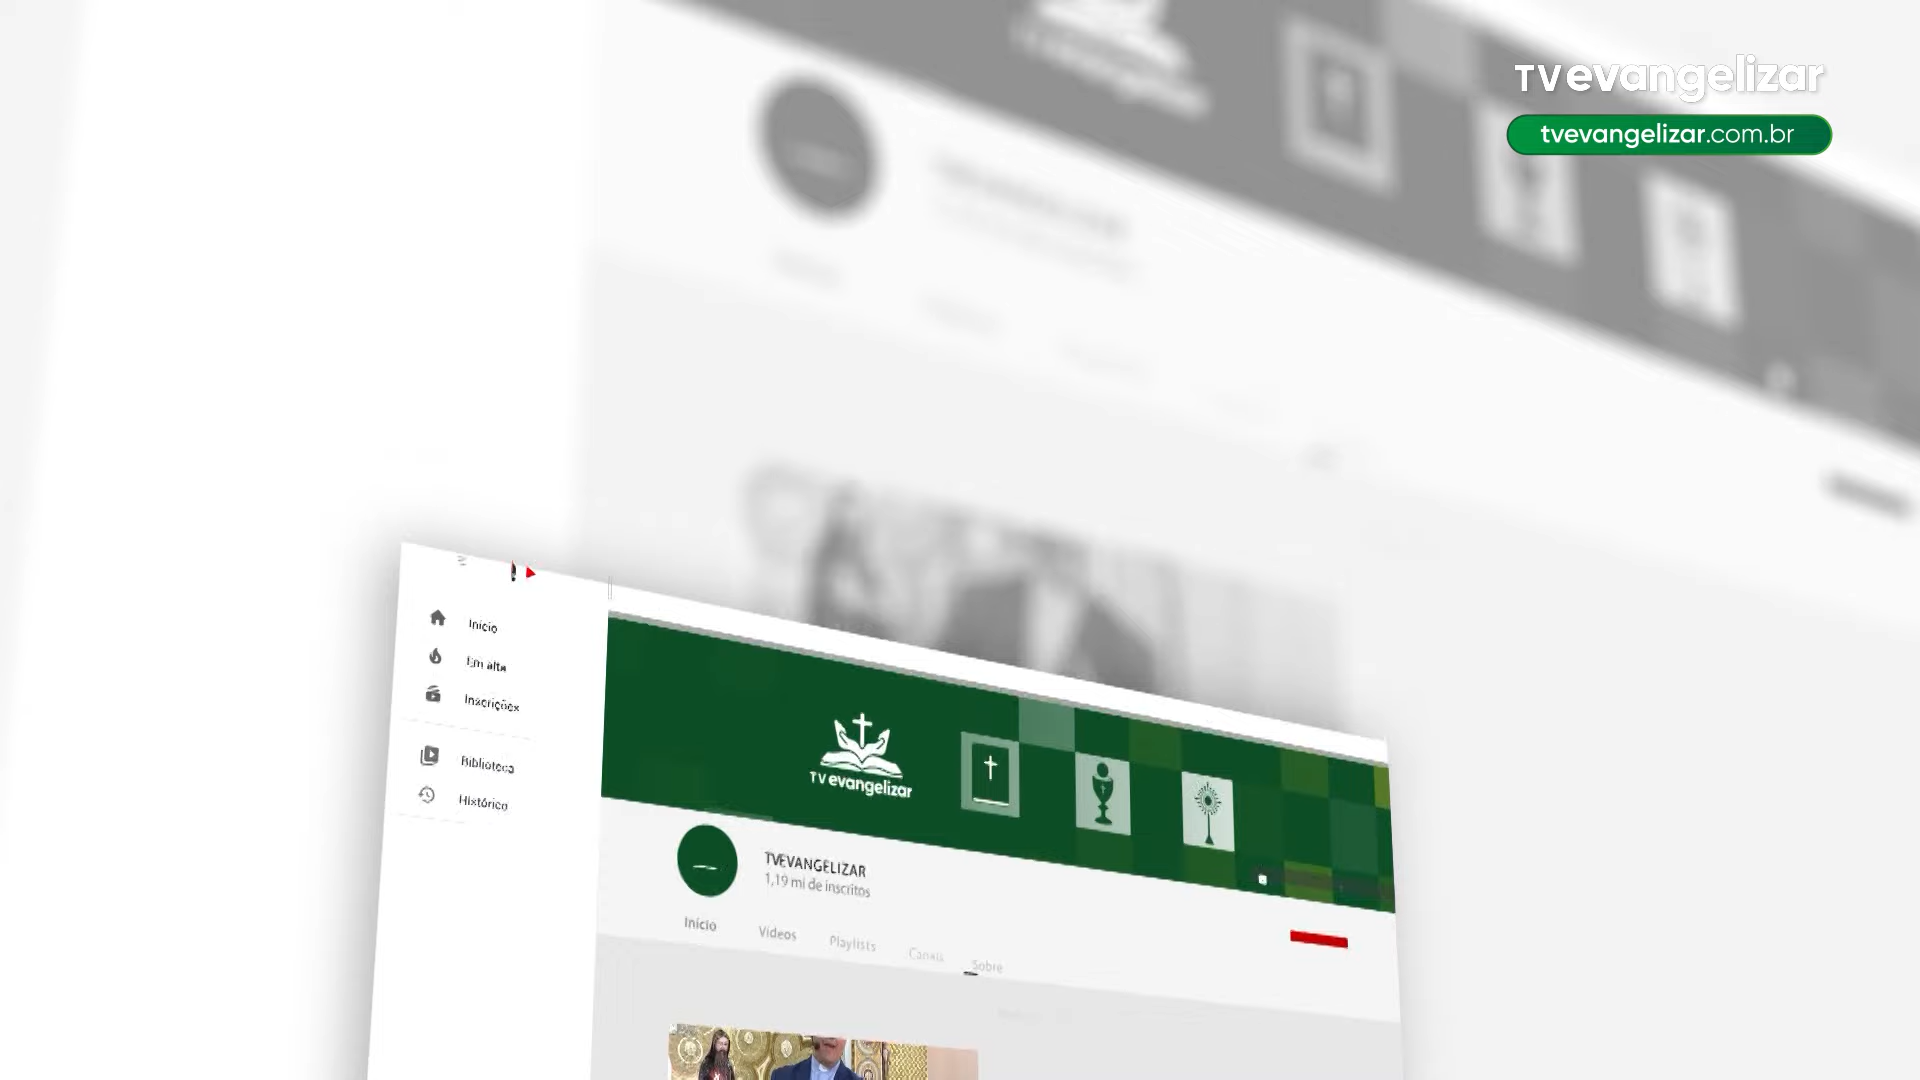 TVevangelizar
tvevangelizar.com.br
Início
Em alta
Inscrições
Biblioteca
Histórico
TV evangelizar
TVEVANGELIZAR
1,19 mi de inscritos
Início
Vídeos
Playlists
Canais
Sobre